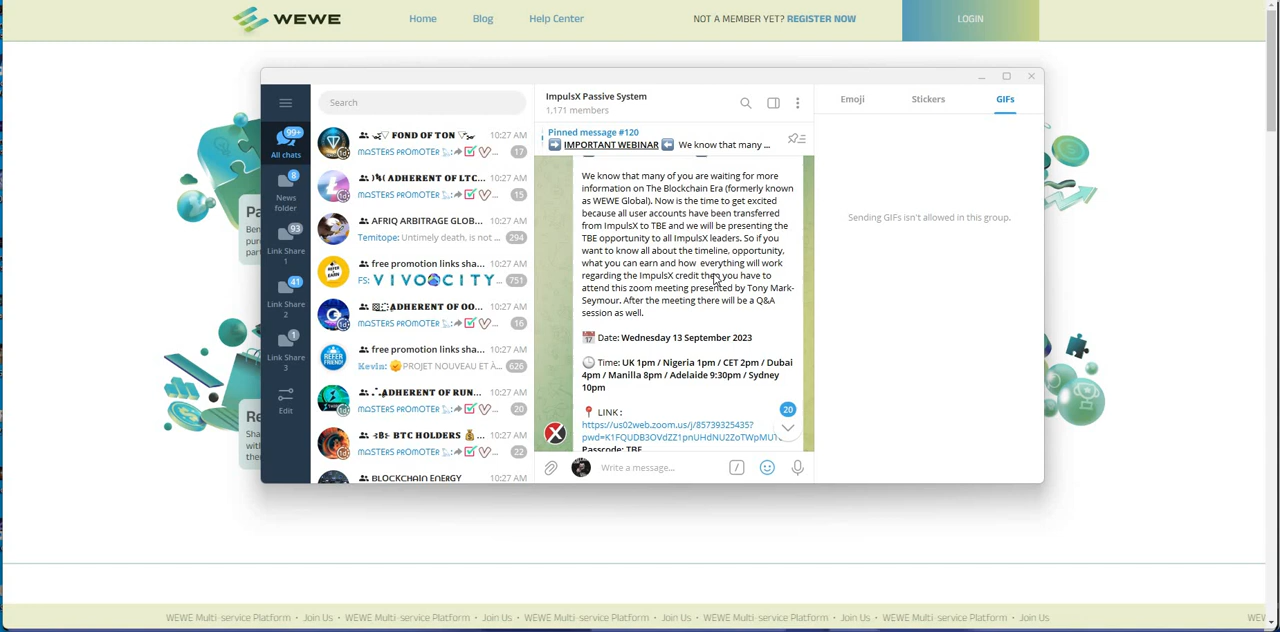 WEWE
Home
Blog
Help Center
NOT A MEMBER YET? REGISTER NOW
LOGIN
Search
ImpulsX Passive System
1,171 members
Emoji
Stickers
GIFs
Pinned message #120
IMPORTANT WEBINAR
We know that many ...
99+
All chats
8
News
folder
93
Link Share
1
41
Link Share
2
1
Link Share
3
Edit
FOND OF TON
10:27 AM
MASTERS PROMOTER
17
ADHERENT OF LTC...
10:27 AM
MASTERS PROMOTER
15
AFRIQ ARBITRAGE GLOB...
10:27 AM
Temitope: Untimely death, is not ...
294
free promotion links sha...
10:27 AM
FS: VIVOCITY
751
ADHERENT OF OO...
10:27 AM
MASTERS PROMOTER
16
free promotion links sha...
10:27 AM
Kevin: PROJET NOUVEAU ET À...
626
ADHERENT OF RUN...
10:27 AM
MASTERS PROMOTER
20
BTC HOLDERS
10:27 AM
MASTERS PROMOTER
22
BLOCKCHAIN ENERGY
10:27 AM
We know that many of you are waiting for more
information on The Blockchain Era (formerly known
as WEWE Global). Now is the time to get excited
because all user accounts have been transferred
from ImpulsX to TBE and we will be presenting the
TBE opportunity to all ImpulsX leaders. So if you
want to know all about the timeline, opportunity,
what you can earn and how everything will work
regarding the ImpulsX credit then you have to
attend this zoom meeting presented by Tony Mark-
Seymour. After the meeting there will be a Q&A
session as well.
Date: Wednesday 13 September 2023
Time: UK 1pm / Nigeria 1pm / CET 2pm / Dubai
4pm / Manilla 8pm / Adelaide 9:30pm / Sydney
10pm
LINK:
https://us02web.zoom.us/j/85739325435?
Passcode: TBE
20
Write a message...
Sending GIFs isn't allowed in this group.
WEWE Multi-service Platform • Join Us • WEWE Multi-service Platform • Join Us • WEWE Multi-service Platform • Join Us • WEWE Multi-service Platform • Join Us • WEWE Multi-service Platform • Join Us